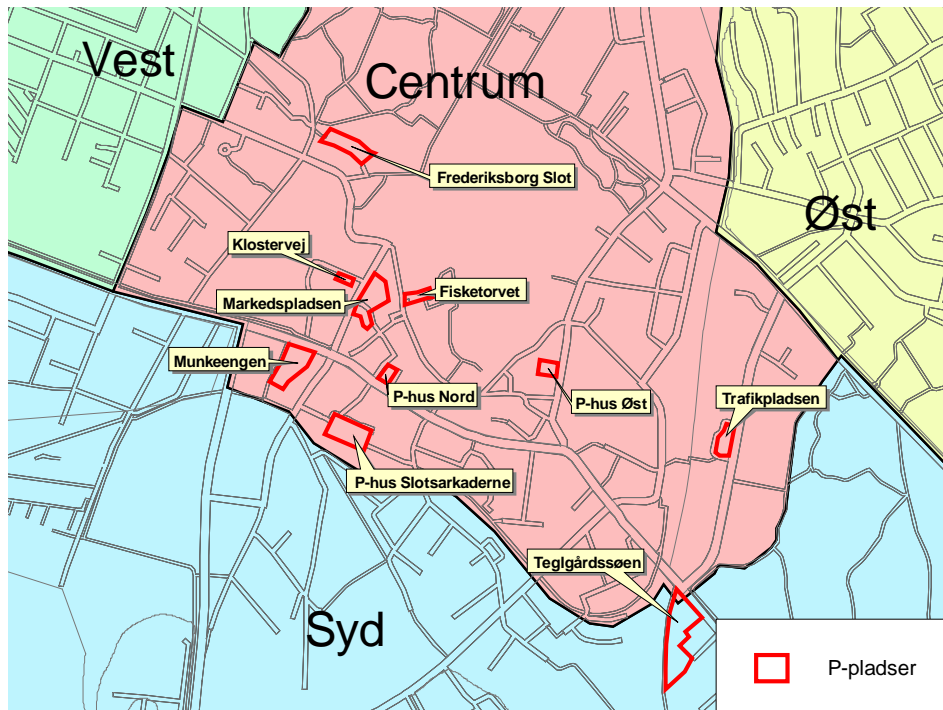 Vest
Centrum
Frederiksborg Slot
Øst
Klostervej
Markedspladsen
Fisketorvet
Munkeengen
P-hus Nord
P-hus Øst
Trafikpladsen
P-hus Slotsarkaderne
Teglgårdssøen
Syd
P-pladser